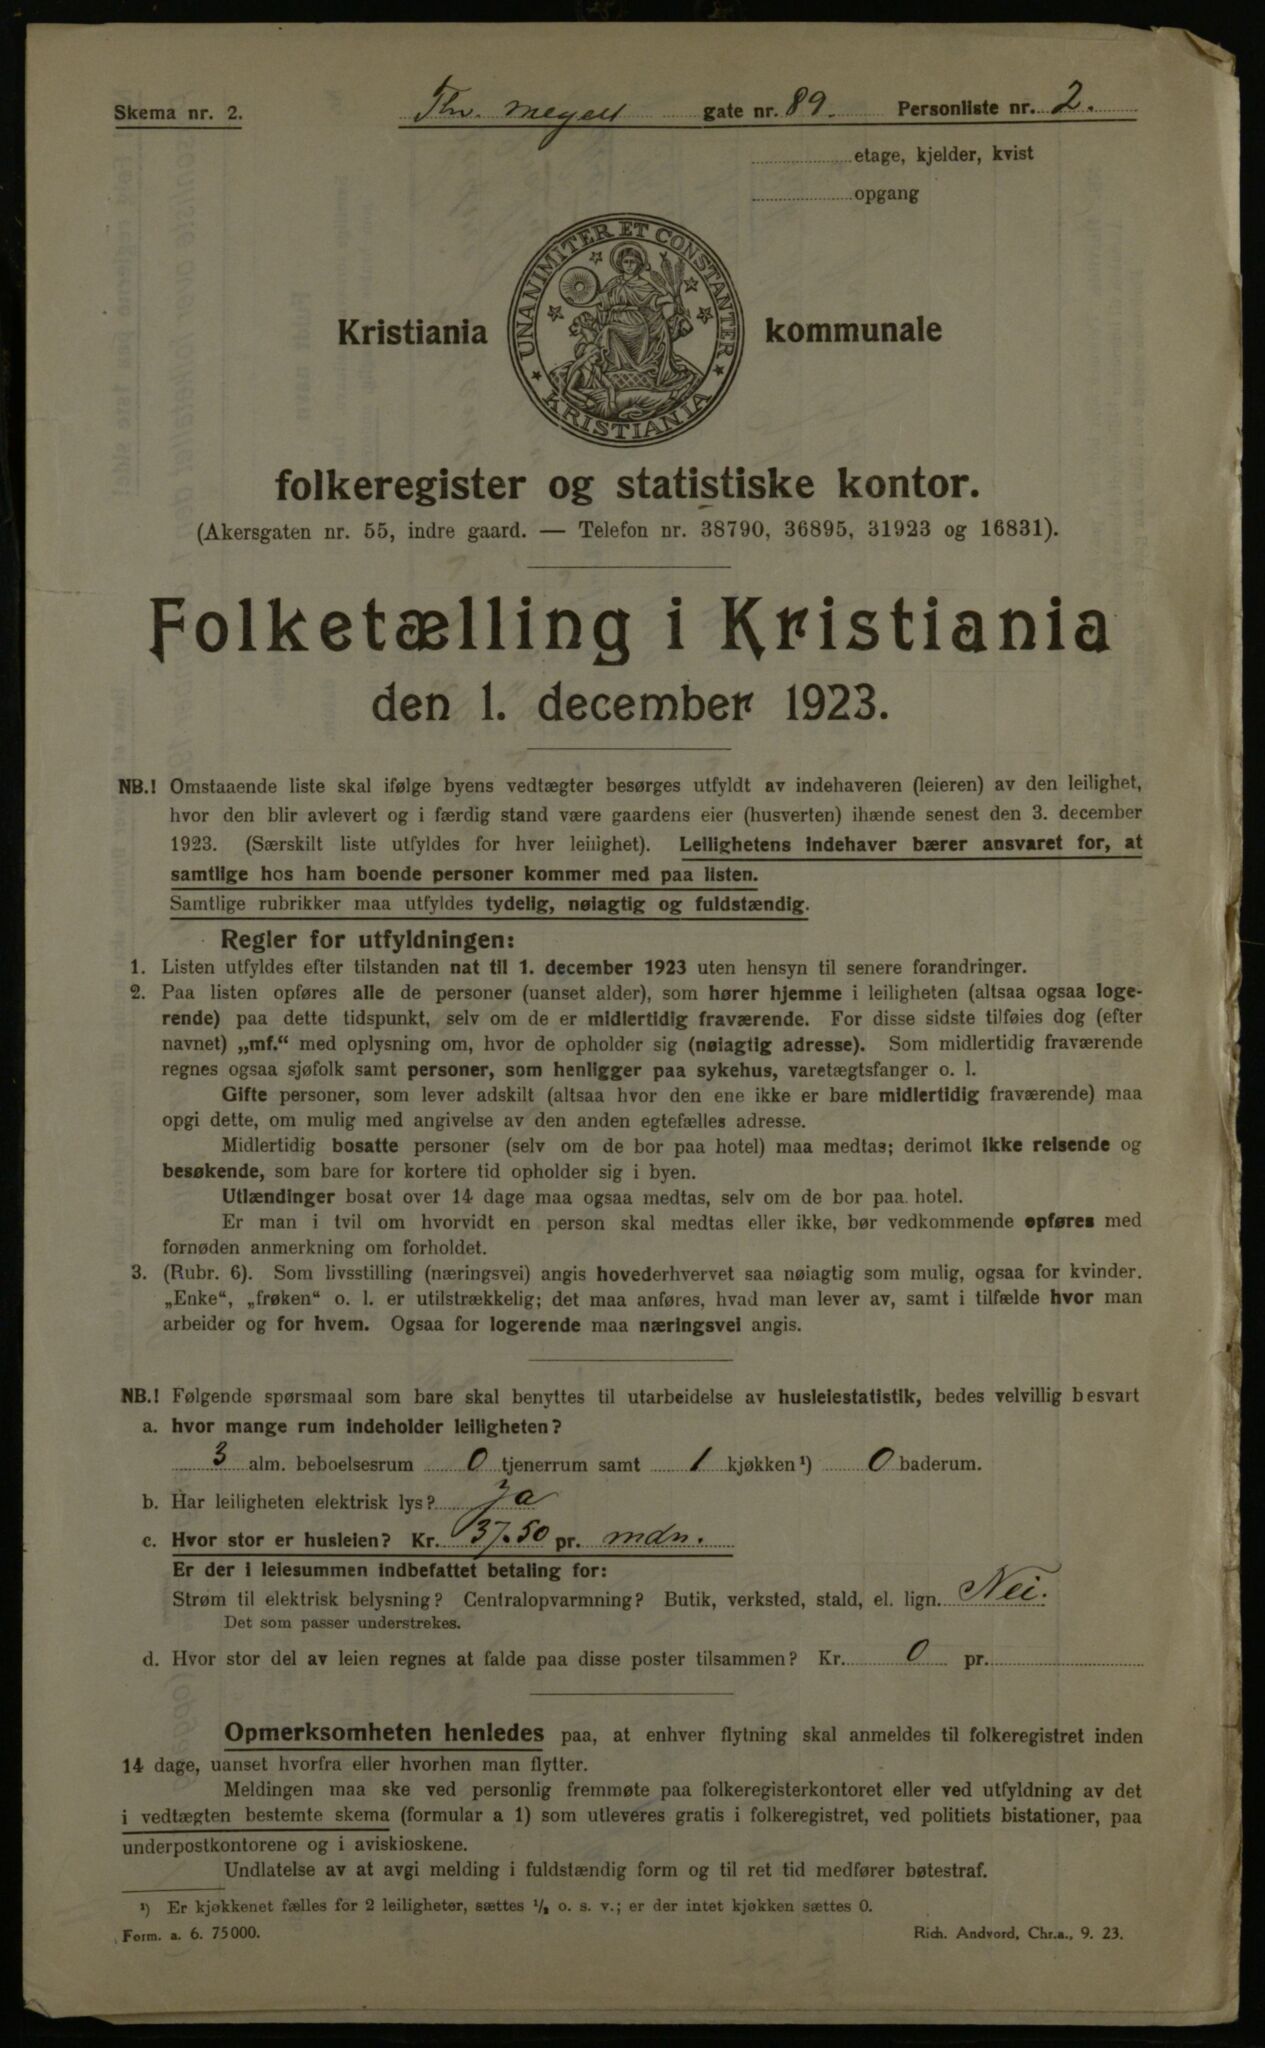 Skema nr. 2.
Thv. Meyers gate nr. 89. Personliste nr. 2.
etage, kjelder, kvist
opgang
UNANIMITER ET CONSTANTER
KRISTIANIA
Kristiania kommunale
folkeregister og statistiske kontor.
(Akersgaten nr. 55, indre gaard. — Telefon nr. 38790, 36895, 31923 og 16831).
Folketælling i Kristiania
den 1. december 1923.
NB.! Omstaaende liste skal ifølge byens vedtægter besørges utfyldt av indehaveren (leieren) av den leilighet,
hvor den blir avlevert og i færdig stand være gaardens eier (husverten) ihænde senest den 3. december
1923. (Særskilt liste utfyldes for hver leilighet). Leilighetens indehaver bærer ansvaret for, at
samtlige hos ham boende personer kommer med paa listen.
Samtlige rubrikker maa utfyldes tydelig, nøiagtig og fuldstændig.
Regler for utfyldningen:
1. Listen utfyldes efter tilstanden nat til 1. december 1923 uten hensyn til senere forandringer.
2. Paa listen opføres alle de personer (uanset alder), som hører hjemme i leiligheten (altsaa ogsaa loge-
rende) paa dette tidspunkt, selv om de er midlertidig fraværende. For disse sidste tilføies dog (efter
navnet) „mf.“ med oplysning om, hvor de opholder sig (nøiagtig adresse). Som midlertidig fraværende
regnes ogsaa sjøfolk samt personer, som henligger paa sykehus, varetægtsfanger o. l.
Gifte personer, som lever adskilt (altsaa hvor den ene ikke er bare midlertidig fraværende) maa
opgi dette, om mulig med angivelse av den anden egtefælles adresse.
Midlertidig bosatte personer (selv om de bor paa hotel) maa medtas; derimot ikke reisende og
besøkende, som bare for kortere tid opholder sig i byen.
Utlændinger bosat over 14 dage maa ogsaa medtas, selv om de bor paa hotel.
Er man i tvil om hvorvidt en person skal medtas eller ikke, bør vedkommende opføres med
fornøden anmerkning om forholdet.
3. (Rubr. 6). Som livsstilling (næringsvei) angis hovederhvervet saa nøiagtig som mulig, ogsaa for kvinder.
„Enke“, „frøken“ o. l. er utilstrækkelig; det maa anføres, hvad man lever av, samt i tilfælde hvor man
arbeider og for hvem. Ogsaa for logerende maa næringsvei angis.
NB.! Følgende spørsmaal som bare skal benyttes til utarbeidelse av husleiestatistik, bedes velvillig besvart
a. hvor mange rum indeholder leiligheten?
3 alm. beboelsesrum 0 tjenerrum samt 1 kjøkken¹) 0 baderum.
b. Har leiligheten elektrisk lys? Ja
c. Hvor stor er husleien? Kr. 37.50 pr. mdn.
Er der i leiesummen indbefattet betaling for:
Strøm til elektrisk belysning? Centralopvarmning? Butik, verksted, stald, el. lign. Nei.
Det som passer understrekes.
d. Hvor stor del av leien regnes at falde paa disse poster tilsammen? Kr. 0 pr.
Opmerksomheten henledes paa, at enhver flytning skal anmeldes til folkeregistret inden
14 dage, uanset hvorfra eller hvorhen man flytter.
Meldingen maa ske ved personlig fremmøte paa folkeregisterkontoret eller ved utfyldning av det
i vedtægten bestemte skema (formular a 1) som utleveres gratis i folkeregistret, ved politiets bistationer, paa
underpostkontorene og i aviskioskene.
Undlatelse av at avgi melding i fuldstændig form og til ret tid medfører bøtestraf.
¹) Er kjøkkenet fælles for 2 leiligheter, sættes ½ o. s. v.; er der intet kjøkken sættes 0.
Form. a. 6. 75000.
Rich. Andvord, Chr.a., 9. 23.